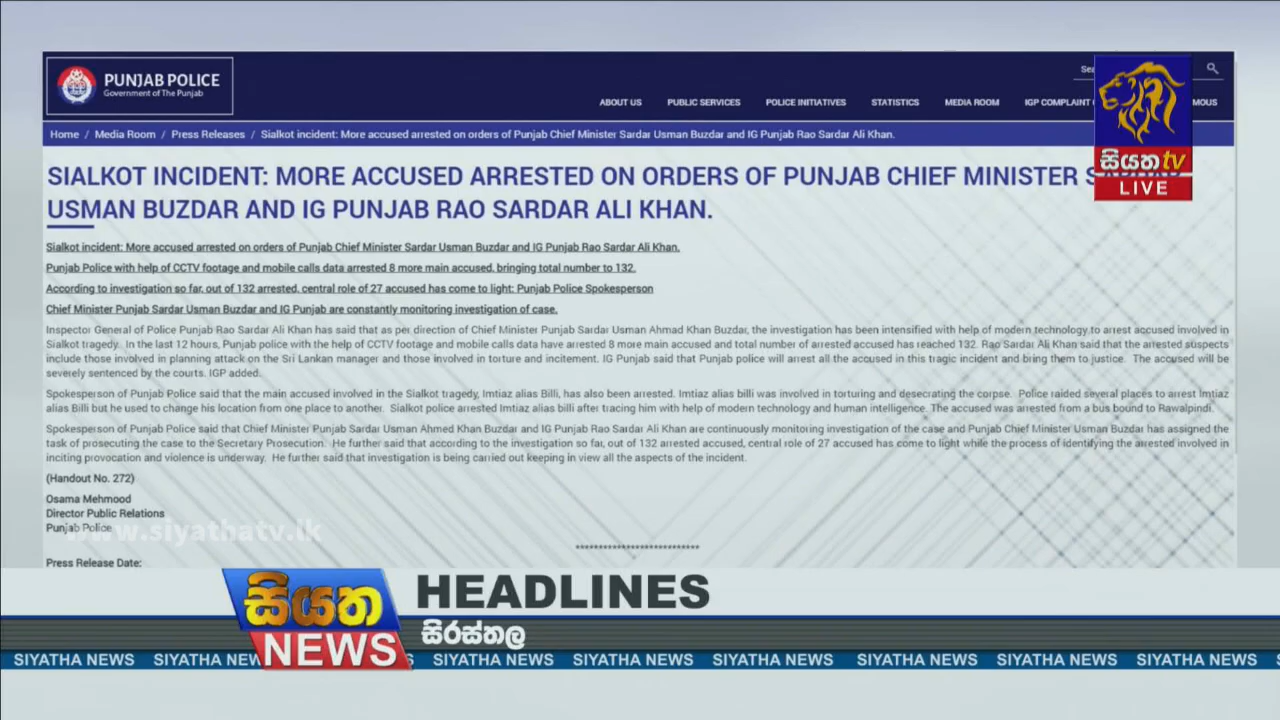 PUNJAB POLICE
Government of The Punjab
ABOUT US PUBLIC SERVICES POLICE INITIATIVES STATISTICS MEDIA ROOM IGP COMPLAINT
Home / Media Room / Press Releases / Sialkot incident: More accused arrested on orders of Punjab Chief Minister Sardar Usman Buzdar and IG Punjab Rao Sardar Ali Khan.
සියත tv
LIVE
SIALKOT INCIDENT: MORE ACCUSED ARRESTED ON ORDERS OF PUNJAB CHIEF MINISTER
USMAN BUZDAR AND IG PUNJAB RAO SARDAR ALI KHAN.
Sialkot incident: More accused arrested on orders of Punjab Chief Minister Sardar Usman Buzdar and IG Punjab Rao Sardar Ali Khan.
Punjab Police with help of CCTV footage and mobile calls data arrested 8 more main accused, bringing total number to 132.
According to investigation so far, out of 132 arrested, central role of 27 accused has come to light: Punjab Police Spokesperson
Chief Minister Punjab Sardar Usman Buzdar and IG Punjab are constantly monitoring investigation of case.
Inspector General of Police Punjab Rao Sardar Ali Khan has said that as per direction of Chief Minister Punjab Sardar Usman Ahmad Khan Buzdar, the investigation has been intensified with help of modern technology to arrest accused involved in
Sialkot tragedy. In the last 12 hours, Punjab police with the help of CCTV footage and mobile calls data have arrested 8 more main accused and total number of arrested accused has reached 132. Rao Sardar Ali Khan said that the arrested suspects
include those involved in planning attack on the Sri Lankan manager and those involved in torture and incitement. IG Punjab said that Punjab police will arrest all the accused in this tragic incident and bring them to justice. The accused will be
severely sentenced by the courts. IGP added.
Spokesperson of Punjab Police said that the main accused involved in the Sialkot tragedy, Imtiaz alias Billi, has also been arrested. Imtiaz alias billi was involved in torturing and desecrating the corpse. Police raided several places to arrest Imtiaz
alias Billi but he used to change his location from one place to another. Sialkot police arrested Imtiaz alias billi after tracing him with help of modern technology and human intelligence. The accused was arrested from a bus bound to Rawalpindi.
Spokesperson of Punjab Police said that Chief Minister Punjab Sardar Usman Ahmed Khan Buzdar and IG Punjab Rao Sardar Ali Khan are continuously monitoring investigation of the case and Punjab Chief Minister Usman Buzdar has assigned the
task of prosecuting the case to the Secretary Prosecution. He further said that according to the investigation so far, out of 132 arrested accused, central role of 27 accused has come to light while the process of identifying the arrested involved in
inciting provocation and violence is underway. He further said that investigation is being carried out keeping in view all the aspects of the incident.
(Handout No. 272)
Osama Mehmood
Director Public Relations
Punjab Police
www.siyathatv.lk
Press Release Date:
සියත
NEWS
HEADLINES
සිරස්තල
SIYATHA NEWS SIYATHA NEW SIYATHA NEWS SIYATHA NEWS SIYATHA NEWS SIYATHA NEWS SIYATHA NEWS SIYATHA NEWS